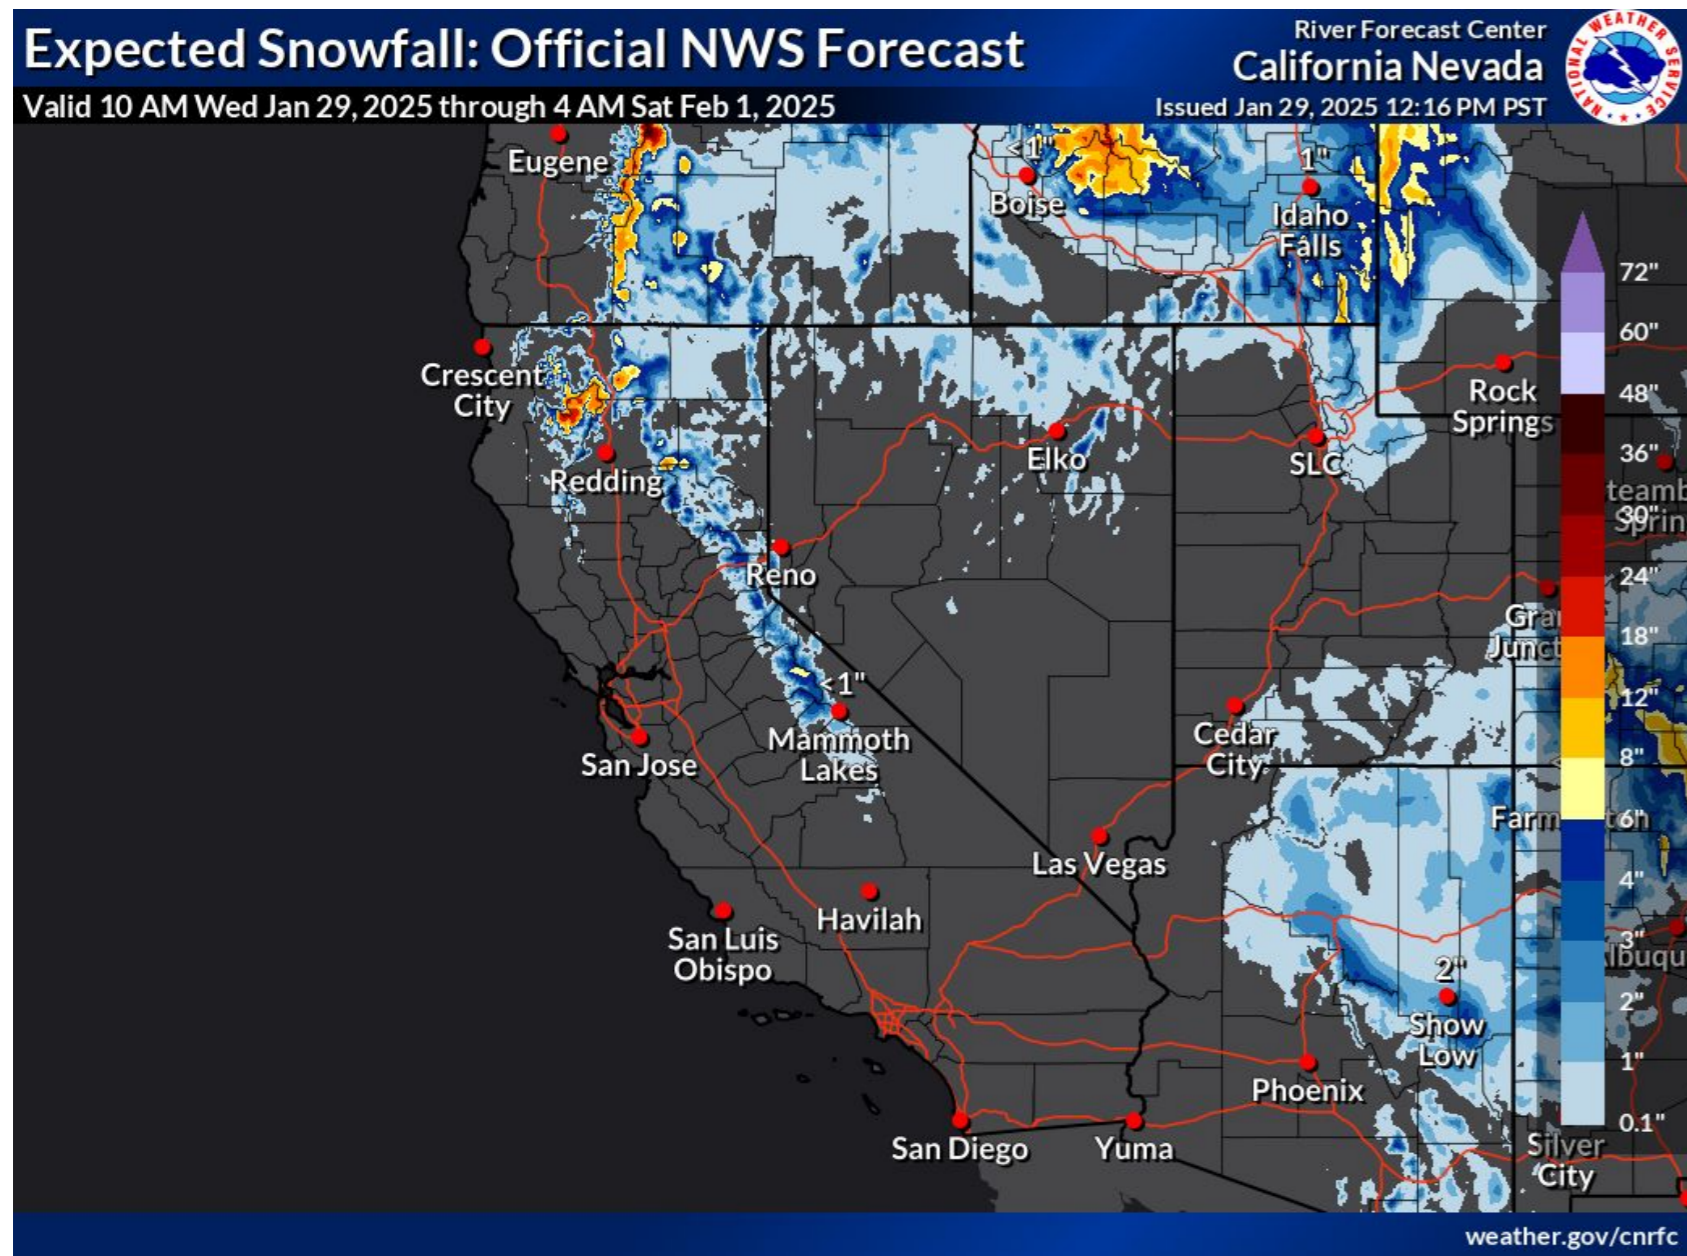 Expected Snowfall: Official NWS Forecast
Valid 10 AM Wed Jan 29, 2025 through 4 AM Sat Feb 1, 2025
River Forecast Center
California Nevada
Issued Jan 29, 2025 12:16 PM PST
NATIONAL WEATHER SERVICE
Eugene
<1"
Boise
1"
Idaho
Falls
Crescent
City
Redding
Elko
SLC
Rock
Springs
Reno
<1"
Mammoth
Lakes
San Jose
Cedar
City
Las Vegas
Havilah
San Luis
Obispo
2"
Show
Low
Phoenix
San Diego
Yuma
Silver
City
72"
60"
48"
36"
30"
24"
18"
12"
8"
6"
4"
3"
2"
1"
0.1"
weather.gov/cnrfc